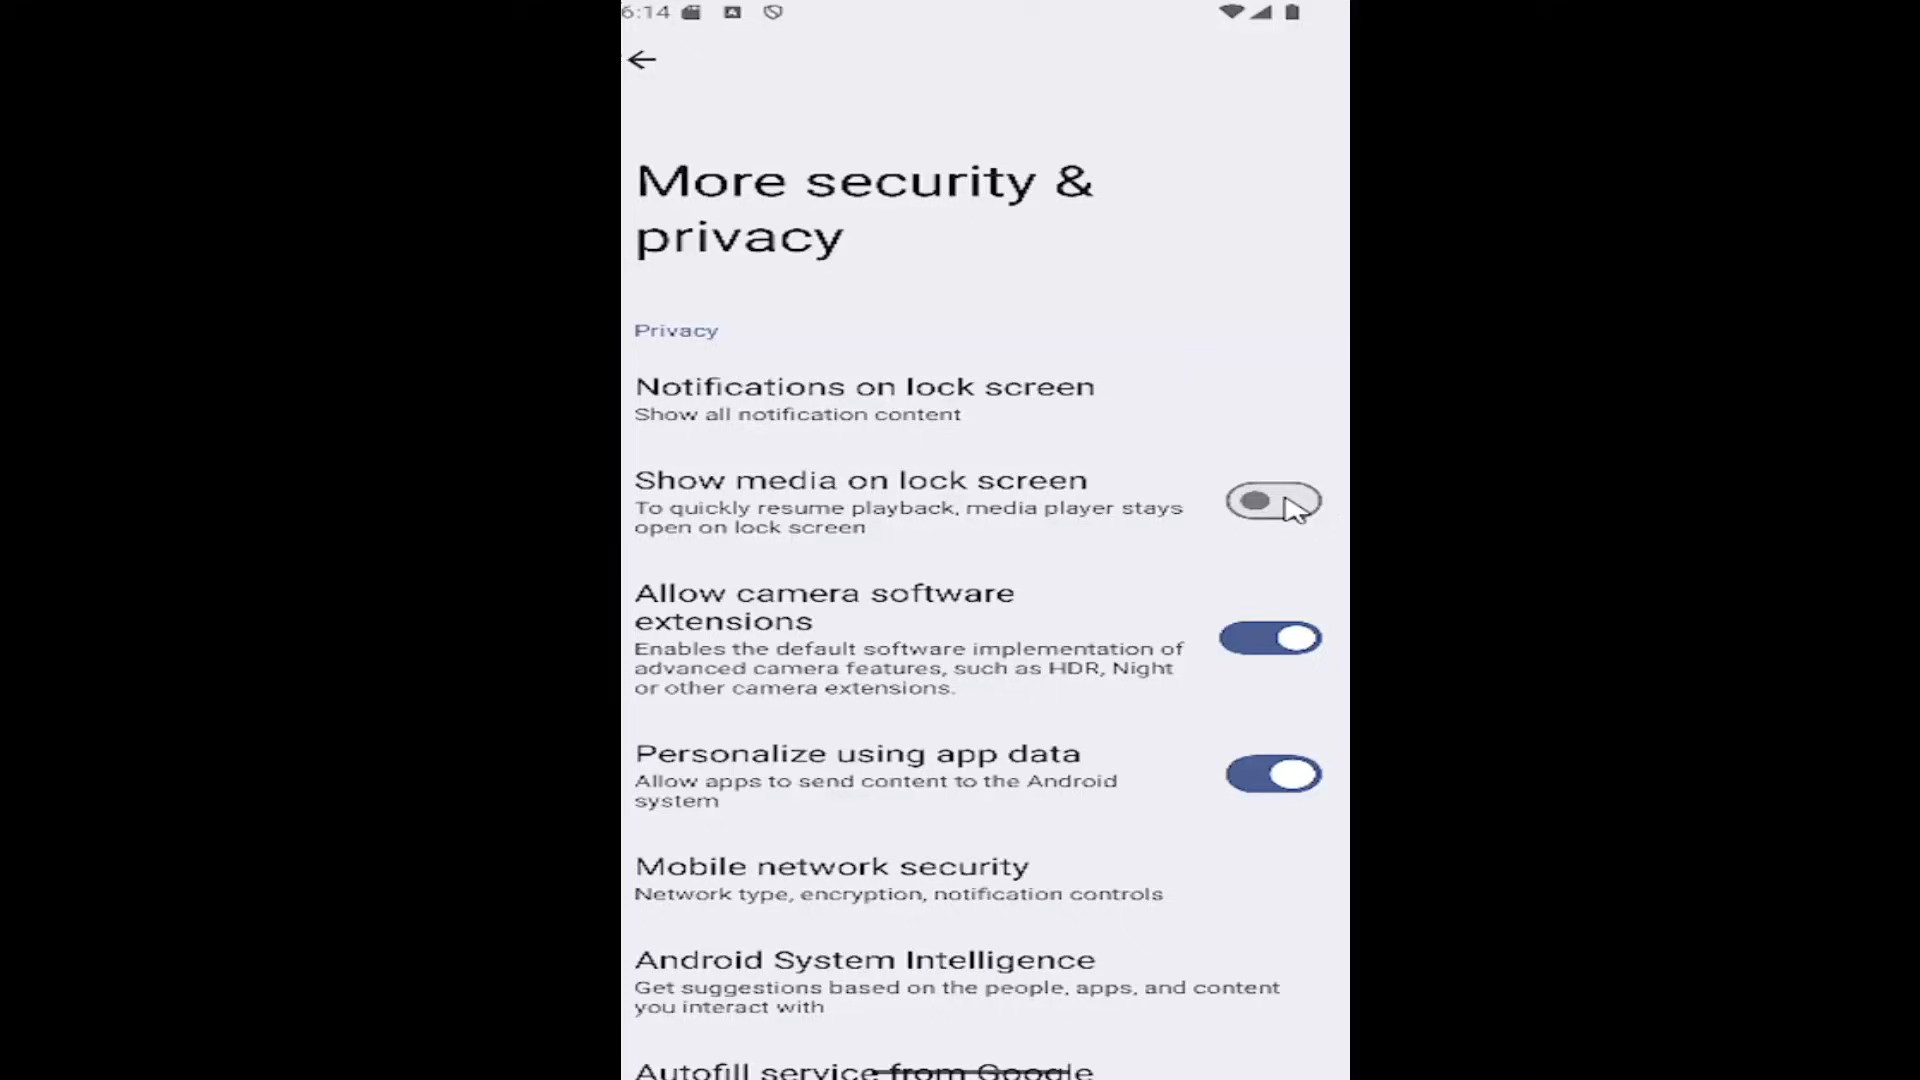 6:14
More security &
privacy
Privacy
Notifications on lock screen
Show all notification content
Show media on lock screen
To quickly resume playback, media player stays
open on lock screen
Allow camera software
extensions
Enables the default software implementation of
advanced camera features, such as HDR, Night
or other camera extensions.
Personalize using app data
Allow apps to send content to the Android
system
Mobile network security
Network type, encryption, notification controls
Android System Intelligence
Get suggestions based on the people, apps, and content
you interact with
Autofill service from Google